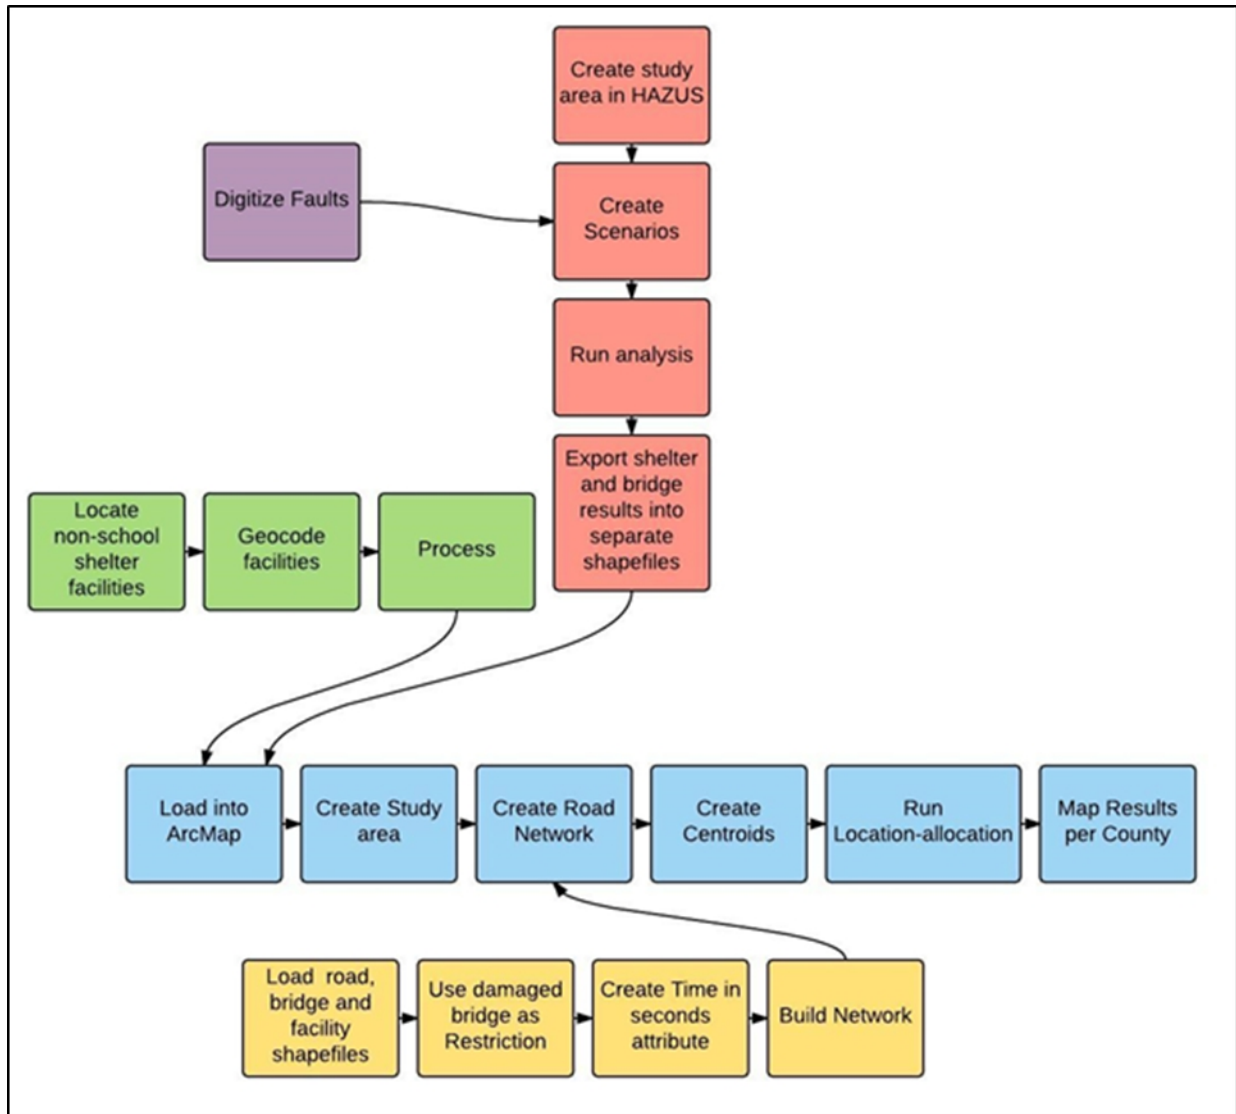 Create study
area in HAZUS
Digitize Faults
Create
Scenarios
Run analysis
Export shelter
and bridge
results into
separate
shapefiles
Locate
non-school
shelter
facilities
Geocode
facilities
Process
Load into
ArcMap
Create Study
area
Create Road
Network
Create
Centroids
Run
Location-allocation
Map Results
per County
Load road,
bridge and
facility
shapefiles
Use damaged
bridge as
Restriction
Create Time in
seconds
attribute
Build Network